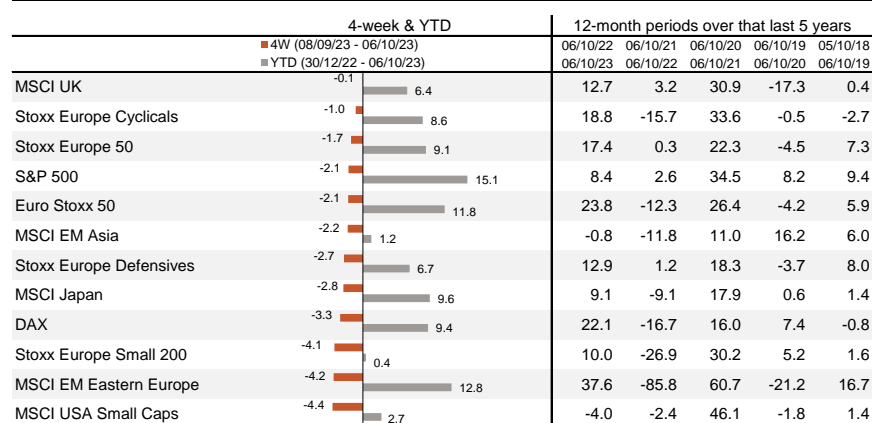 4-week & YTD 12-month periods over that last 5 years
4W (08/09/23 - 06/10/23) 06/10/22 06/10/21 06/10/20 06/10/19 05/10/18
YTD (30/12/22 - 06/10/23) 06/10/23 06/10/22 06/10/21 06/10/20 06/10/19
MSCI UK -0.1 6.4 12.7 3.2 30.9 -17.3 0.4
Stoxx Europe Cyclicals -1.0 8.6 18.8 -15.7 33.6 -0.5 -2.7
Stoxx Europe 50 -1.7 9.1 17.4 0.3 22.3 -4.5 7.3
S&P 500 -2.1 15.1 8.4 2.6 34.5 8.2 9.4
Euro Stoxx 50 -2.1 11.8 23.8 -12.3 26.4 -4.2 5.9
MSCI EM Asia -2.2 1.2 -0.8 -11.8 11.0 16.2 6.0
Stoxx Europe Defensives -2.7 6.7 12.9 1.2 18.3 -3.7 8.0
MSCI Japan -2.8 9.6 9.1 -9.1 17.9 0.6 1.4
DAX -3.3 9.4 22.1 -16.7 16.0 7.4 -0.8
Stoxx Europe Small 200 -4.1 0.4 10.0 -26.9 30.2 5.2 1.6
MSCI EM Eastern Europe -4.2 12.8 37.6 -85.8 60.7 -21.2 16.7
MSCI USA Small Caps -4.4 2.7 -4.0 -2.4 46.1 -1.8 1.4